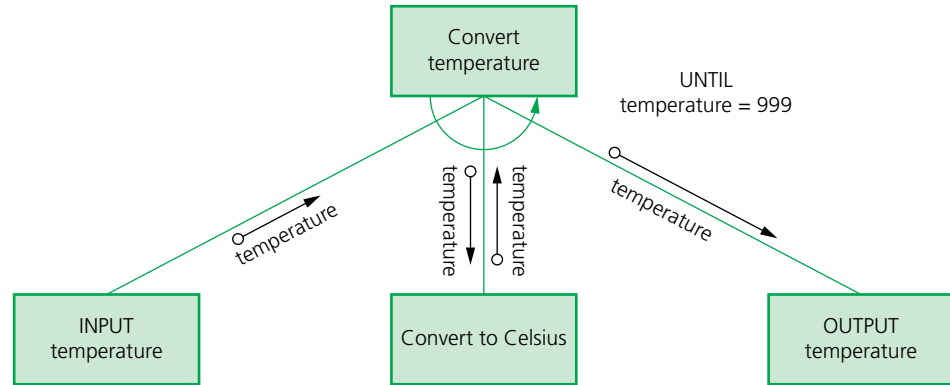 Convert
temperature
UNTIL
temperature = 999
temperature
temperature
temperature
temperature
INPUT
temperature
Convert to Celsius
OUTPUT
temperature